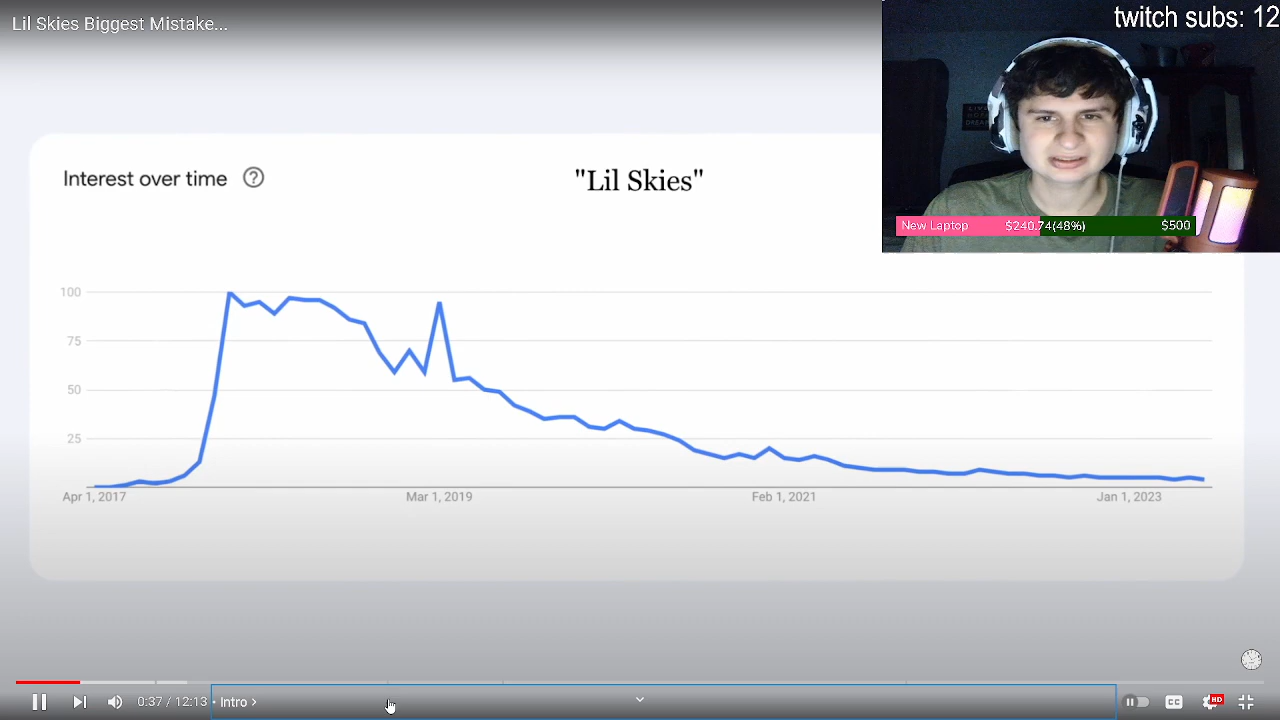 Lil Skies Biggest Mistake...
twitch subs: 12
Interest over time ?
"Lil Skies"
New Laptop $240.74(48%) $500
100
75
50
25
Apr 1, 2017 Mar 1, 2019 Feb 1, 2021 Jan 1, 2023
0:37 / 12:13 • Intro
CC
HD